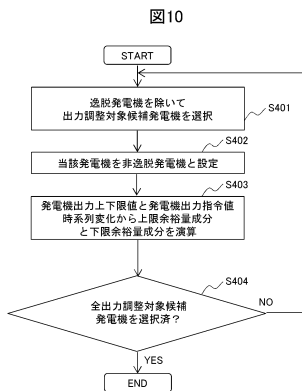 図10
START
逸脱発電機を除いて
出力調整対象候補発電機を選択
S401
S402
当該発電機を非逸脱発電機と設定
S403
発電機出力上下限値と発電機出力指令値
時系列変化から上限余裕量成分
と下限余裕量成分を演算
S404
全出力調整対象候補
発電機を選択済？
NO
YES
END